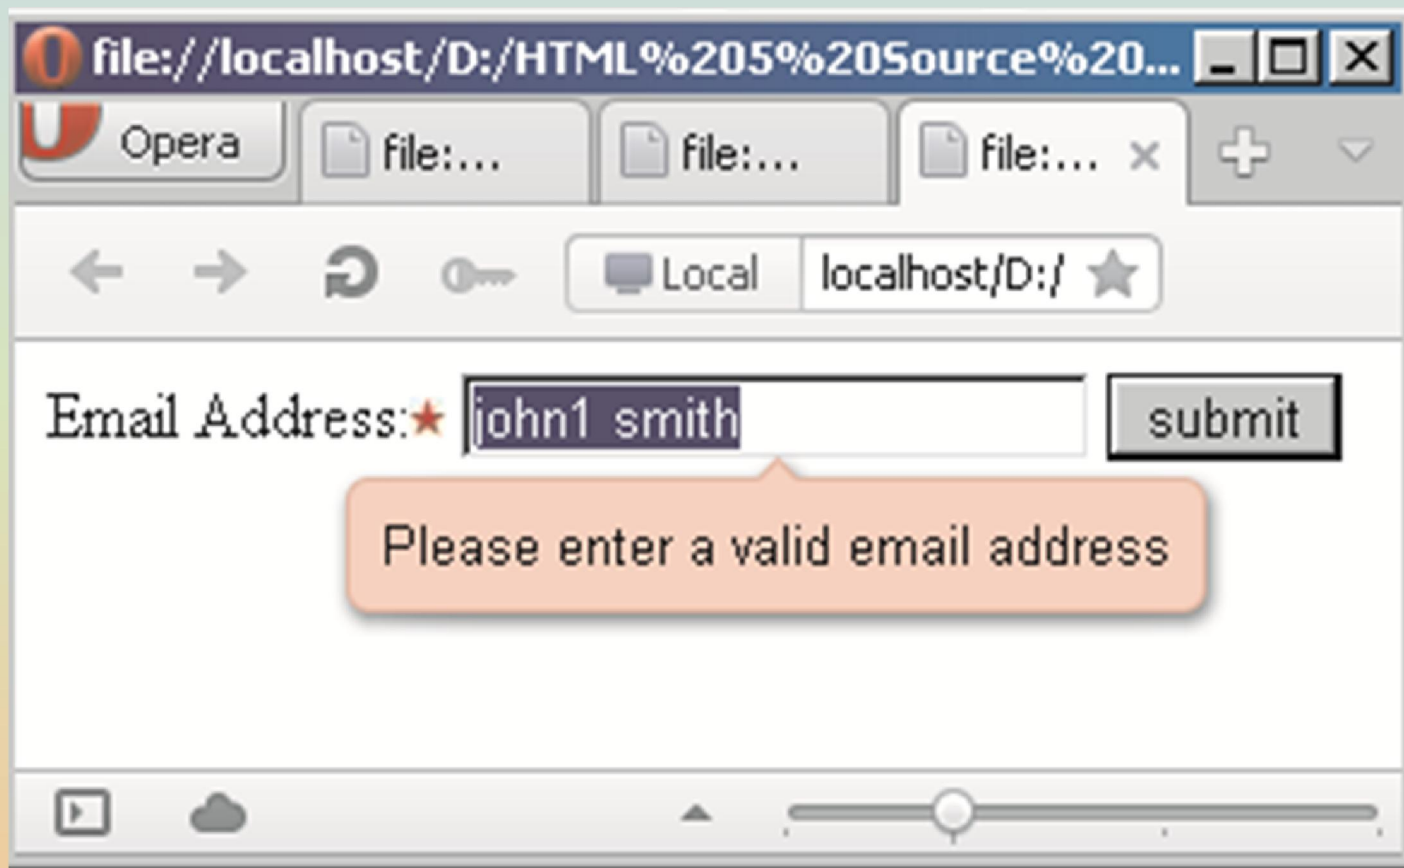 file://localhost/D:/HTML%205%20Source%20...
Opera
file:...
file:...
file:...
Local
localhost/D:/
Email Address:★ john1 smith submit
Please enter a valid email address